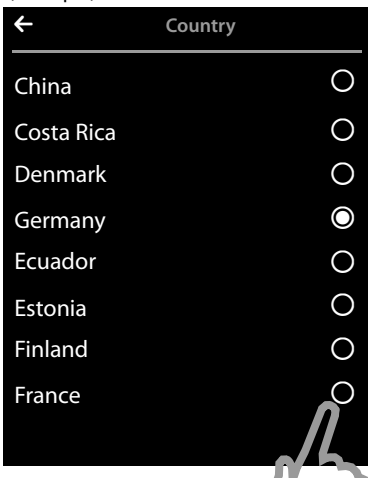 Country
China
Costa Rica
Denmark
Germany
Ecuador
Estonia
Finland
France